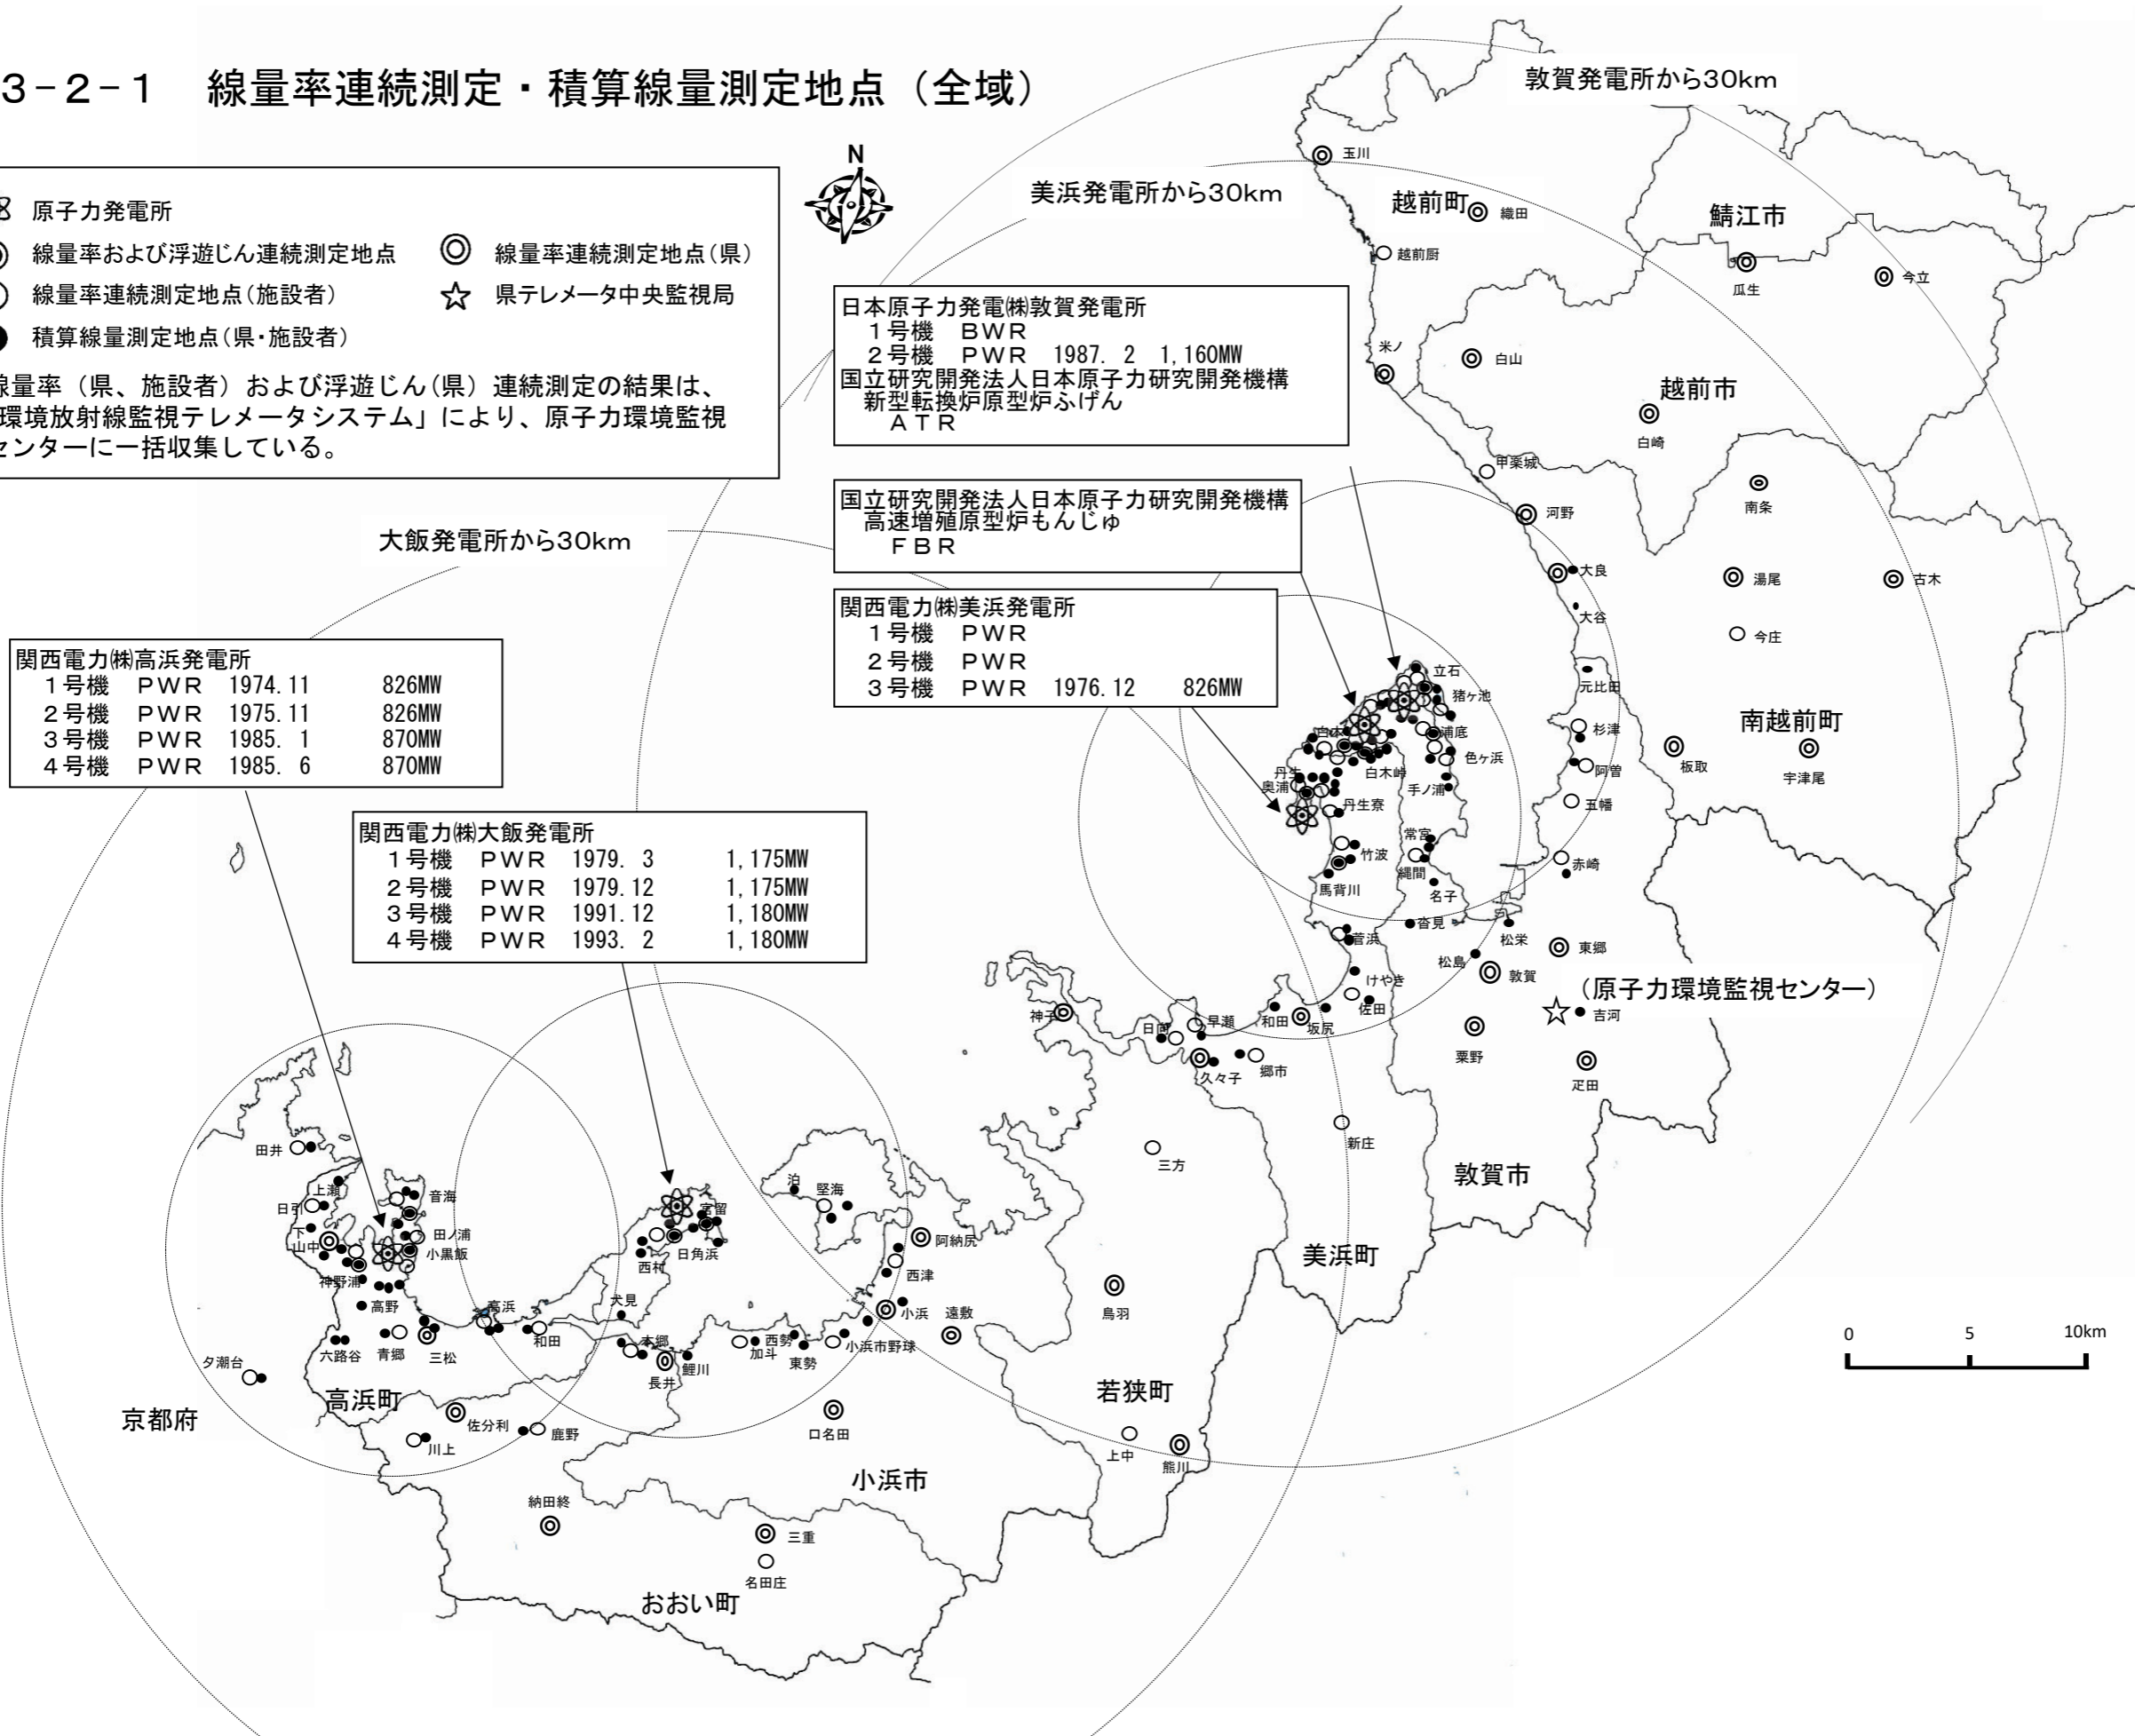 3-2-1　線量率連続測定・積算線量測定地点（全域）
敦賀発電所から30km
美浜発電所から30km
大飯発電所から30km
N
原子力発電所
線量率および浮遊じん連続測定地点
線量率連続測定地点(県)
線量率連続測定地点(施設者)
県テレメータ中央監視局
積算線量測定地点(県・施設者)
線量率（県、施設者）および浮遊じん(県）連続測定の結果は、
環境放射線監視テレメータシステム」により、原子力環境監視
センターに一括収集している。
日本原子力発電㈱敦賀発電所
1号機　BWR
2号機　PWR　1987. 2　1,160MW
国立研究開発法人日本原子力研究開発機構
新型転換炉原型炉ふげん
ATR
国立研究開発法人日本原子力研究開発機構
高速増殖原型炉もんじゅ
FBR
関西電力㈱美浜発電所
1号機　PWR
2号機　PWR
3号機　PWR　1976.12　826MW
関西電力㈱高浜発電所
1号機　PWR　1974.11　826MW
2号機　PWR　1975.11　826MW
3号機　PWR　1985. 1　870MW
4号機　PWR　1985. 6　870MW
関西電力㈱大飯発電所
1号機　PWR　1979. 3　1,175MW
2号機　PWR　1979.12　1,175MW
3号機　PWR　1991.12　1,180MW
4号機　PWR　1993. 2　1,180MW
玉川
越前町
織田
鯖江市
越前厨
瓜生
今立
米ノ
白山
越前市
白崎
甲楽城
南条
河野
大良
湯尾
古木
大谷
今庄
元比田
南越前町
杉津
板取
宇津尾
阿曽
五幡
赤崎
立石
猪ヶ池
浦底
色ヶ浜
白木
白木峠
手ノ浦
丹生
奥浦
丹生寮
常宮
竹波
縄間
馬背川
名子
沓見
松栄
菅浜
松島
敦賀
東郷
（原子力環境監視センター）
吉河
けやき
佐田
坂尻
和田
粟野
疋田
神子
日向
早瀬
久々子
郷市
新庄
三方
敦賀市
美浜町
田井
上瀬
日引
音海
下
山中
田ノ浦
小黒飯
神野浦
高野
六路谷
青郷
三松
高浜
和田
夕潮台
高浜町
京都府
佐分利
川上
鹿野
宮留
日角浜
西村
犬見
本郷
長井
鯉川
泊
堅海
阿納尻
西津
小浜
遠敷
加斗
西勢
東勢
小浜市野球
口名田
小浜市
鳥羽
若狭町
上中
熊川
納田終
三重
名田庄
おおい町
0 5 10km